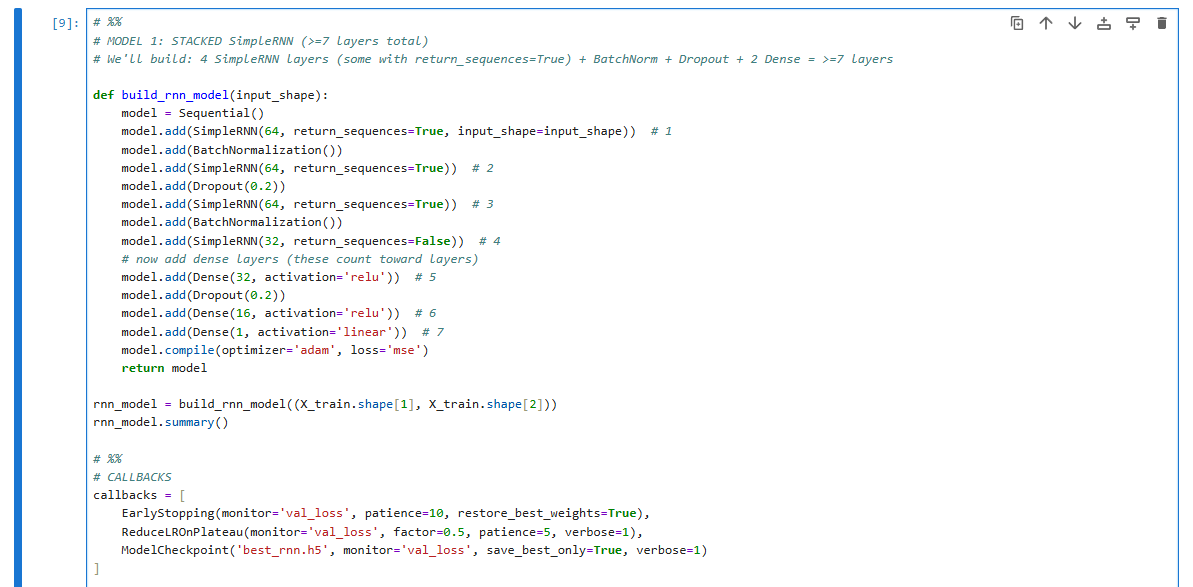 [9]: # %%
# MODEL 1: STACKED SimpleRNN (>=7 layers total)
# We'll build: 4 SimpleRNN layers (some with return_sequences=True) + BatchNorm + Dropout + 2 Dense = >=7 layers

def build_rnn_model(input_shape):
    model = Sequential()
    model.add(SimpleRNN(64, return_sequences=True, input_shape=input_shape))  # 1
    model.add(BatchNormalization())
    model.add(SimpleRNN(64, return_sequences=True))  # 2
    model.add(Dropout(0.2))
    model.add(SimpleRNN(64, return_sequences=True))  # 3
    model.add(BatchNormalization())
    model.add(SimpleRNN(32, return_sequences=False))  # 4
    # now add dense layers (these count toward layers)
    model.add(Dense(32, activation='relu'))  # 5
    model.add(Dropout(0.2))
    model.add(Dense(16, activation='relu'))  # 6
    model.add(Dense(1, activation='linear'))  # 7
    model.compile(optimizer='adam', loss='mse')
    return model

rnn_model = build_rnn_model((X_train.shape[1], X_train.shape[2]))
rnn_model.summary()

# %%
# CALLBACKS
callbacks = [
    EarlyStopping(monitor='val_loss', patience=10, restore_best_weights=True),
    ReduceLROnPlateau(monitor='val_loss', factor=0.5, patience=5, verbose=1),
    ModelCheckpoint('best_rnn.h5', monitor='val_loss', save_best_only=True, verbose=1)
]